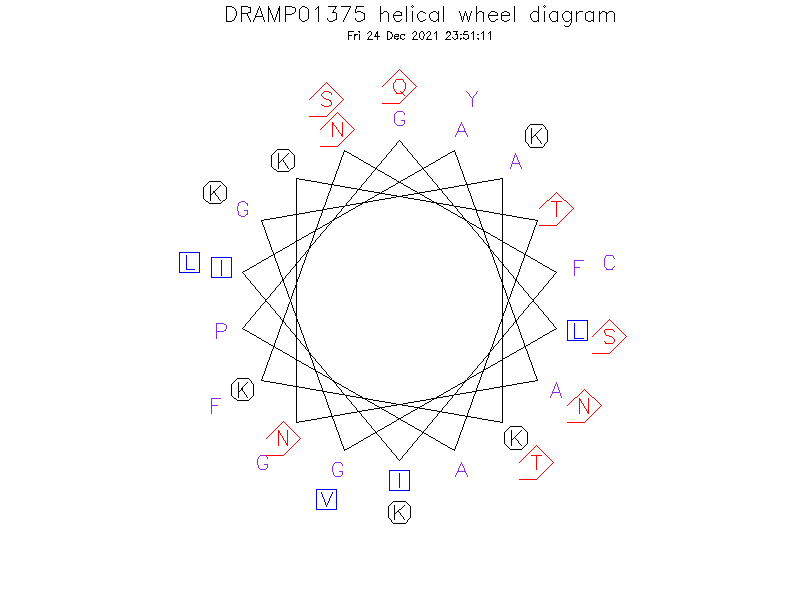 DRAMP01375 helical wheel diagram
Fri 24 Dec 2021 23:51:11
S Q Y
N G A K
K A
K G T
L I F C
P L S
F K A N
G N K T
G I A
V K